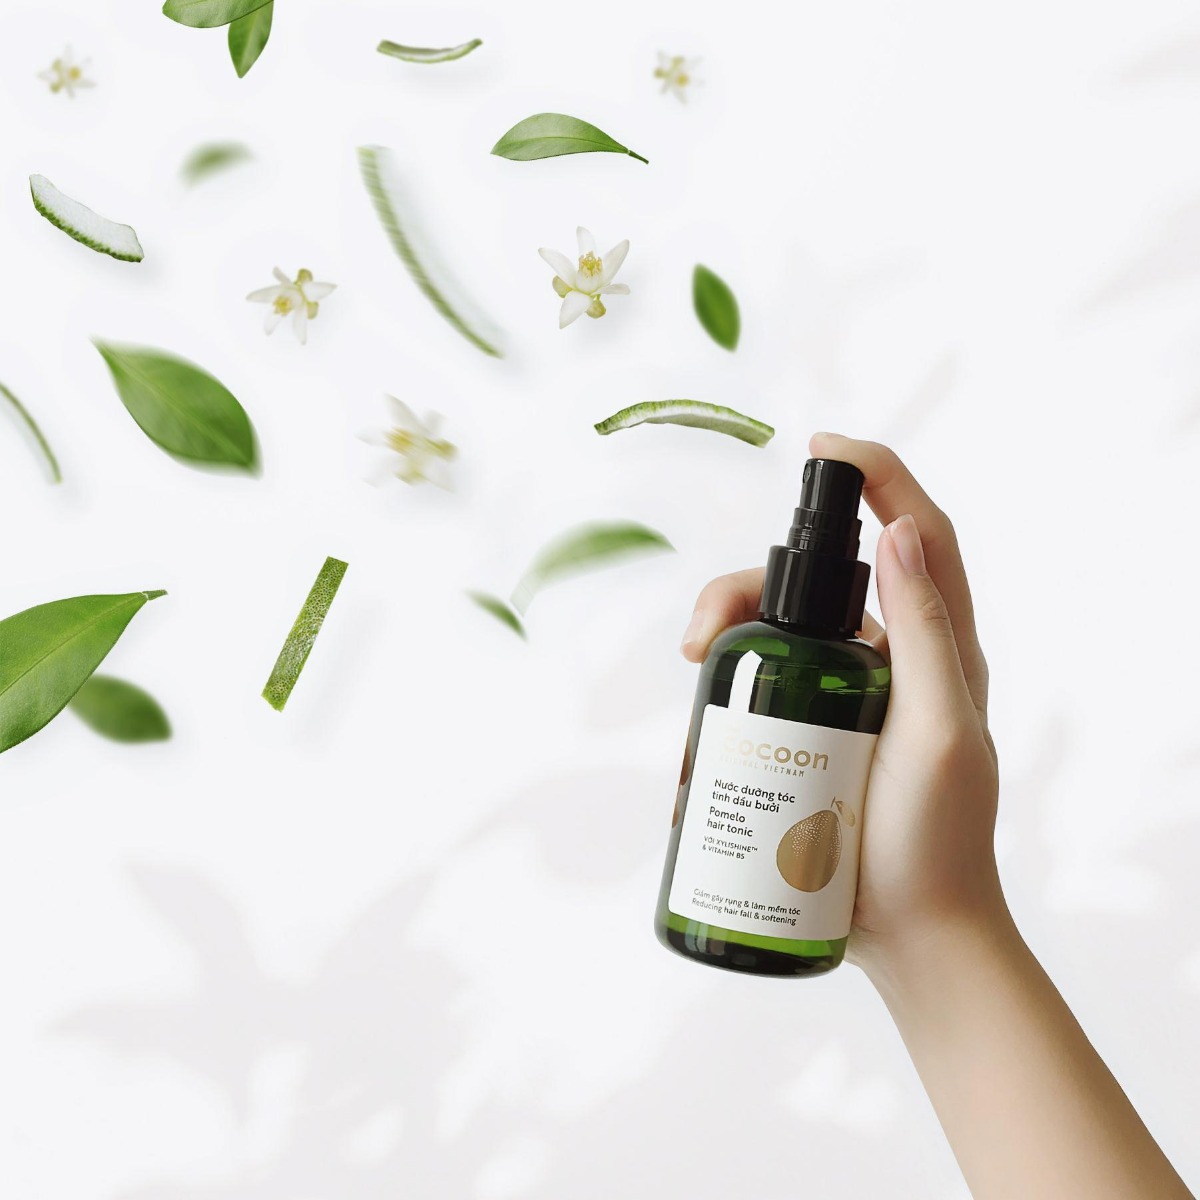 cocoon
ORIGINAL VIETNAM
Nước dưỡng tóc
tinh dầu bưởi
Pomelo
hair tonic
VỚI XYLISHINE™
& VITAMIN B5
Giảm gãy rụng & làm mềm tóc
Reducing hair fall & softening